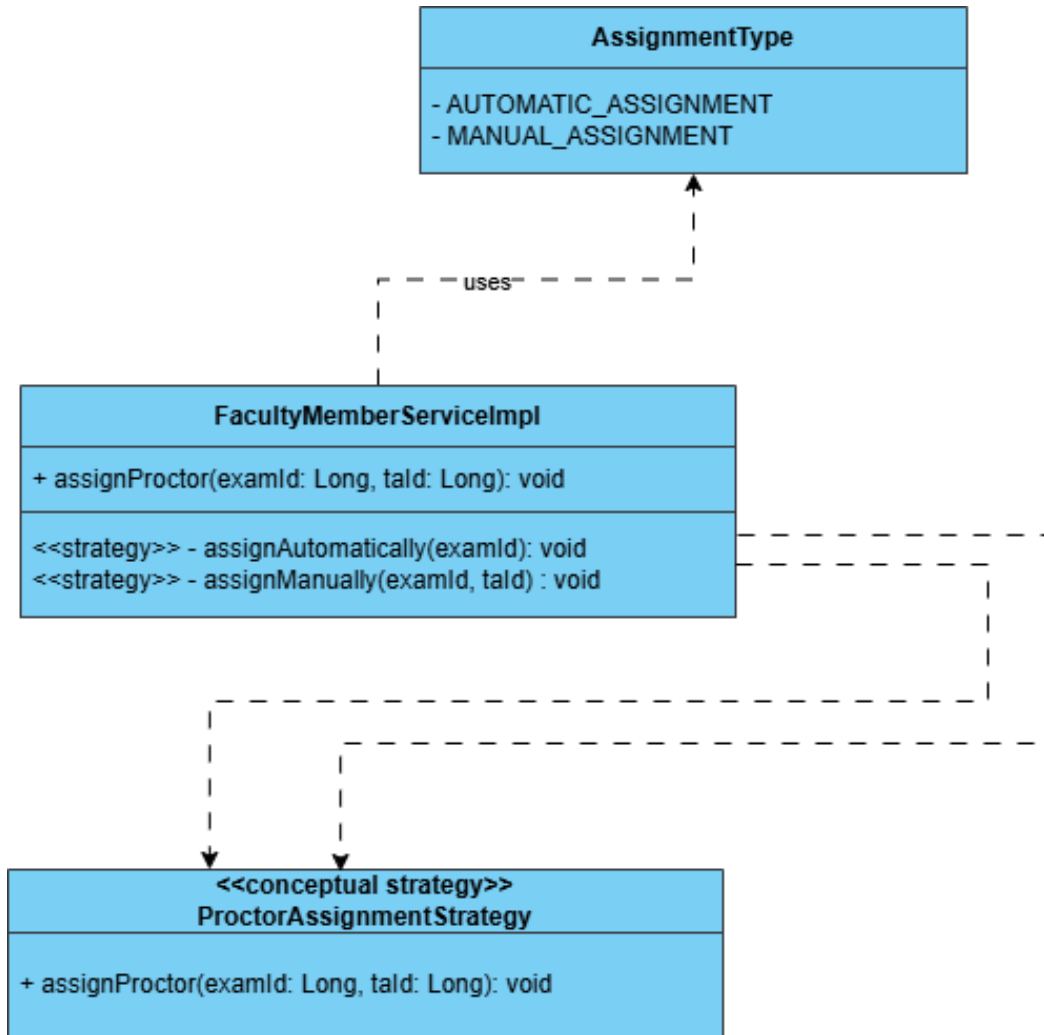 AssignmentType
- AUTOMATIC_ASSIGNMENT
- MANUAL_ASSIGNMENT
uses
FacultyMemberServiceImpl
+ assignProctor(examId: Long, taId: Long): void
<<strategy>> - assignAutomatically(examId): void
<<strategy>> - assignManually(examId, taId) : void
<<conceptual strategy>>
ProctorAssignmentStrategy
+ assignProctor(examId: Long, taId: Long): void